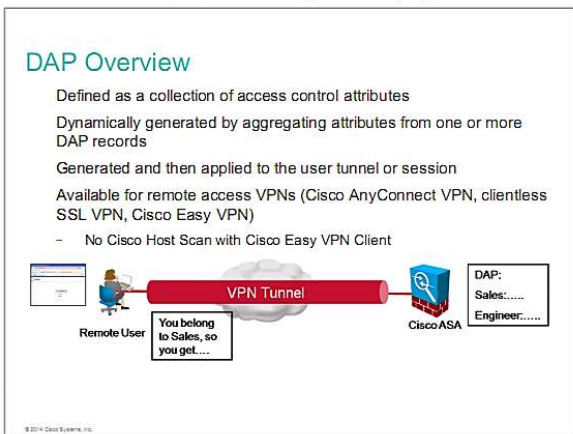 DAP Overview
Defined as a collection of access control attributes
Dynamically generated by aggregating attributes from one or more
DAP records
Generated and then applied to the user tunnel or session
Available for remote access VPNs (Cisco AnyConnect VPN, clientless
SSL VPN, Cisco Easy VPN)
– No Cisco Host Scan with Cisco Easy VPN Client
VPN Tunnel
DAP:
Sales:.....
Engineer:.....
Remote User
You belong
to Sales, so
you get....
Cisco ASA
© 2014 Cisco Systems, Inc.